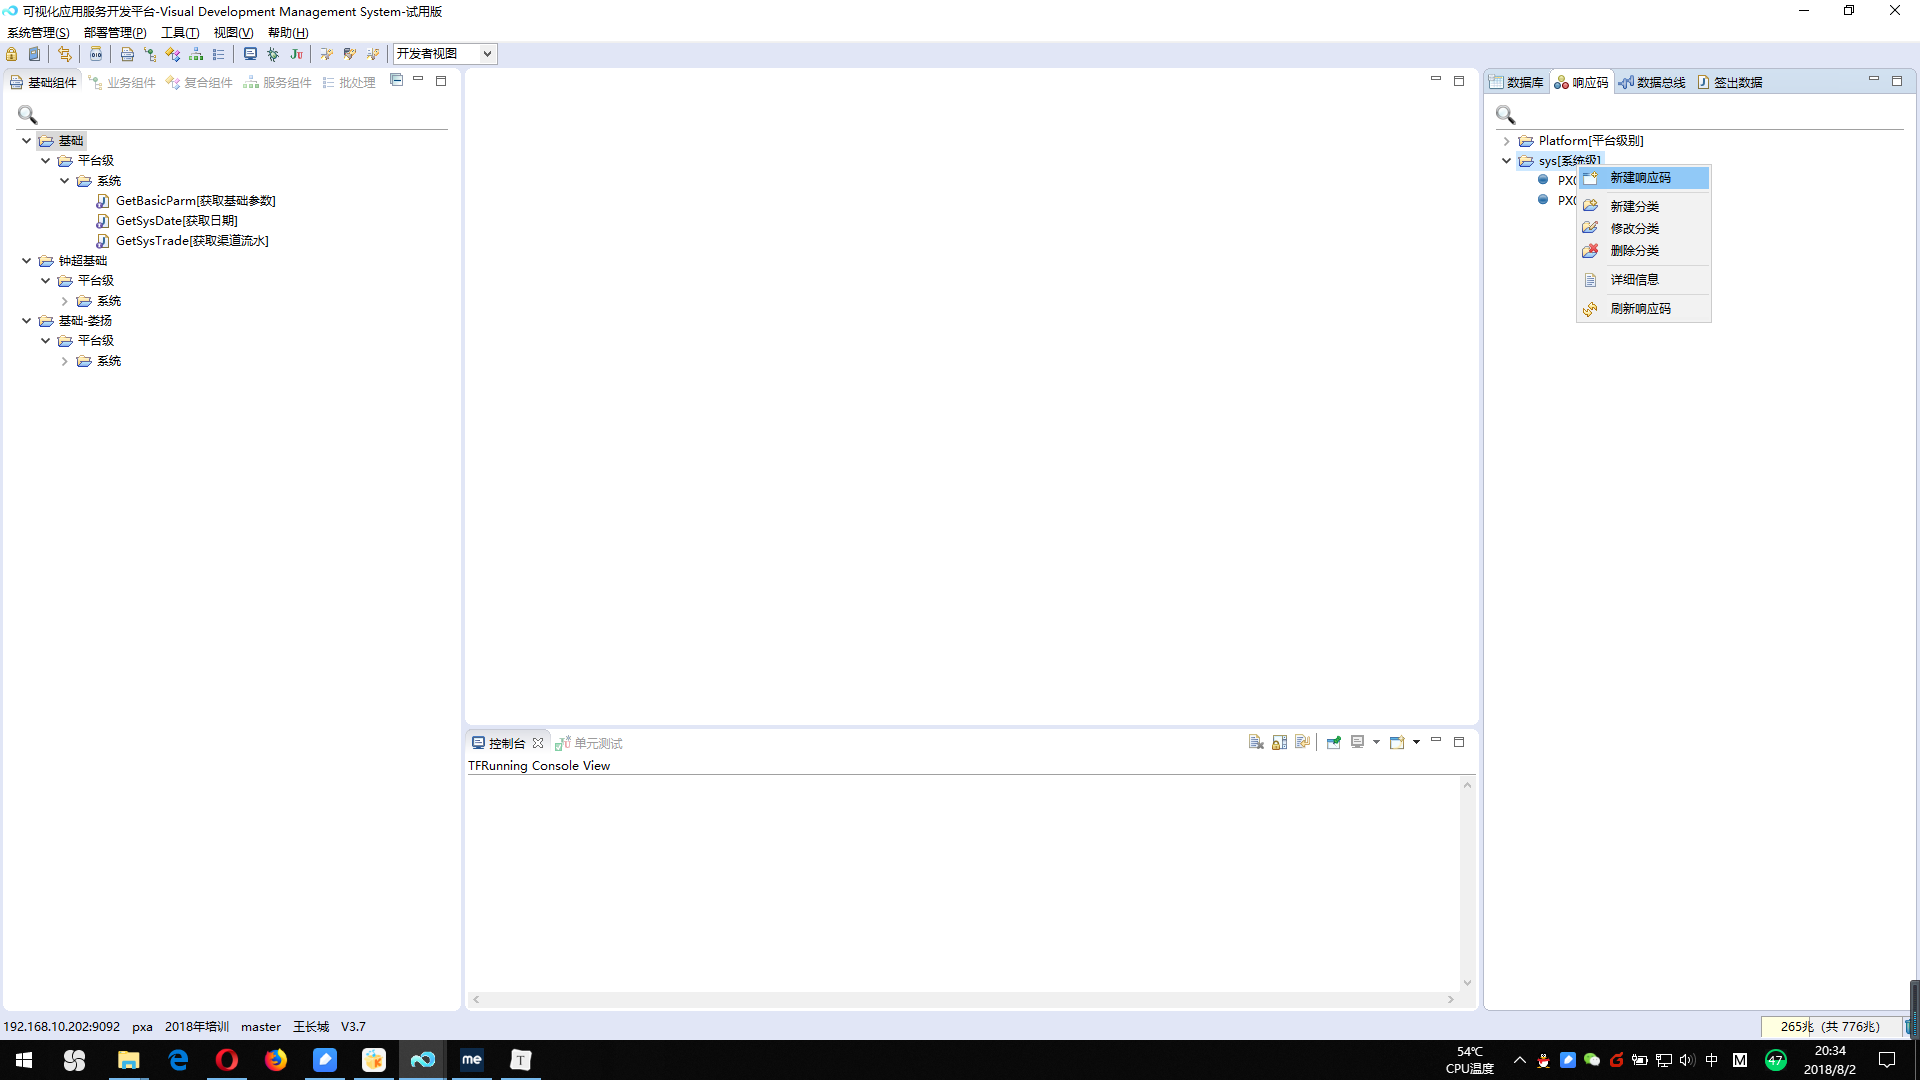 可视化应用服务开发平台-Visual Development Management System-试用版
系统管理(S) 部署管理(P) 工具(T) 视图(V) 帮助(H)
开发者视图
基础组件 业务组件 复合组件 服务组件 批处理
基础
平台级
系统
GetBasicParm[获取基础参数]
GetSysDate[获取日期]
GetSysTrade[获取渠道流水]
钟超基础
平台级
系统
基础-娄扬
平台级
系统
控制台 单元测试
TFRunning Console View
数据库 响应码 数据总线 签出数据
Platform[平台级别]
sys[系统级]
新建响应码
新建分类
修改分类
删除分类
详细信息
刷新响应码
192.168.10.202:9092 pxa 2018年培训 master 王长城 V3.7
265兆 (共 776兆)
me
T
54℃
CPU温度
中
M
47
20:34
2018/8/2